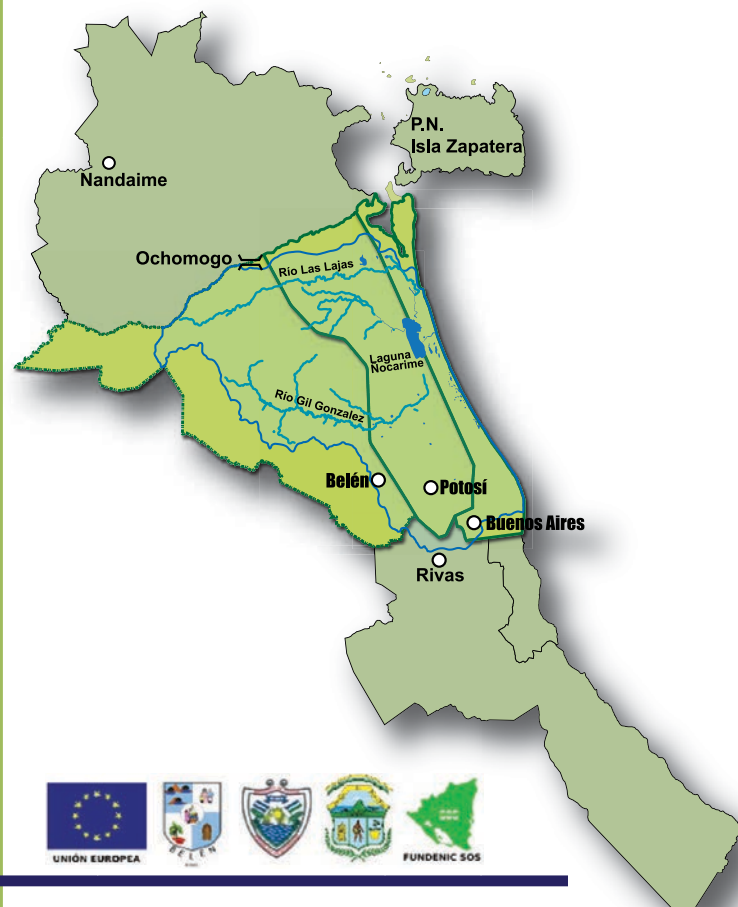 P.N.
Isla Zapatera
Nandaime
Ochomogo
Río Las Lajas
Laguna
Nocarime
Río Gil Gonzalez
Belén
Potosí
Buenos Aires
Rivas
UNIÓN EUROPEA
BELÉN
FUNDENIC SOS